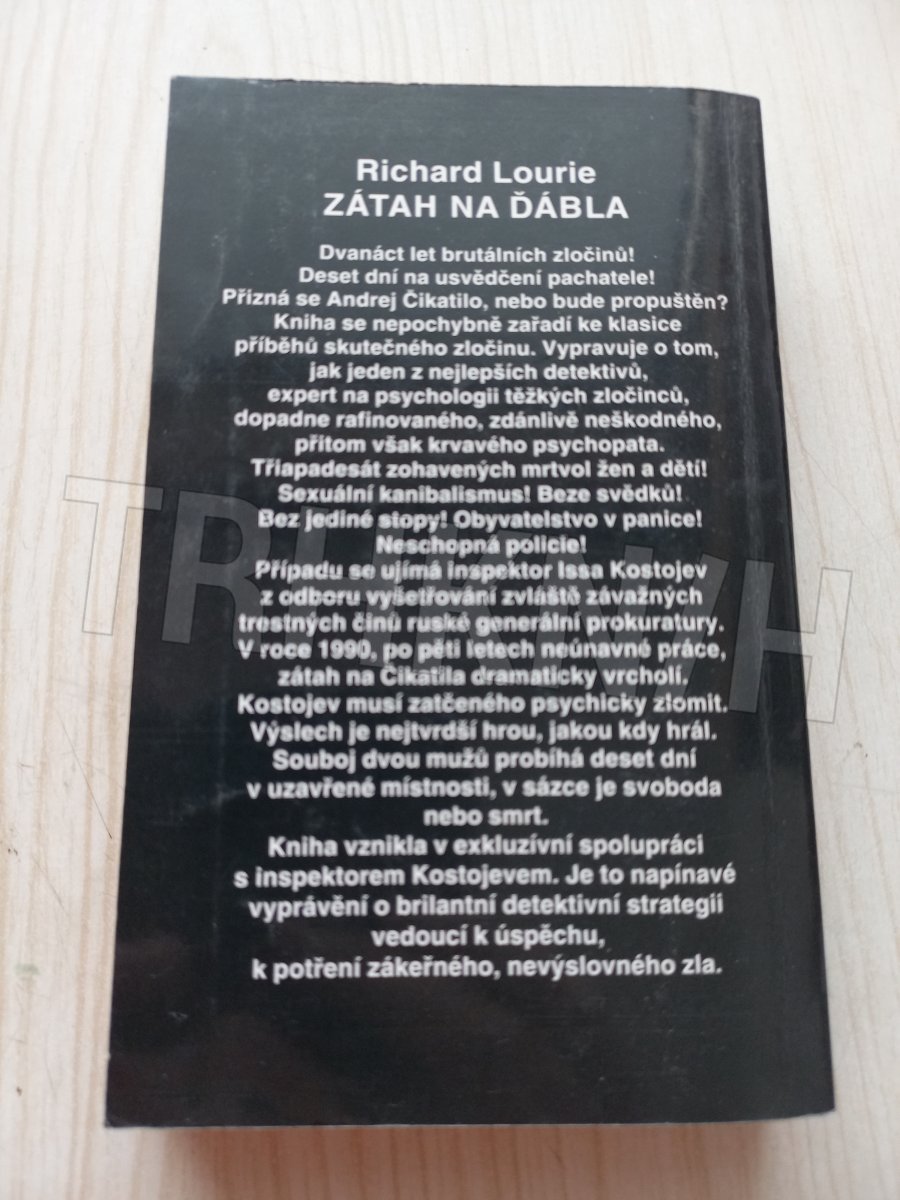 Richard Lourie
ZÁTAH NA ĎÁBLA
Dvanáct let brutálních zločinů!
Deset dní na usvědčení pachatele!
Přizná se Andrej Čikatilo, nebo bude propuštěn?
Kniha se nepochybně zařadí ke klasice
příběhů skutečného zločinu. Vypravuje o tom,
jak jeden z nejlepších detektivů,
expert na psychologii těžkých zločinců,
dopadne rafinovaného, zdánlivě neškodného,
přitom však krvavého psychopata.
Třiapadesát zohavených mrtvol žen a dětí!
Sexuální kanibalismus! Beze svědků!
Bez jediné stopy! Obyvatelstvo v panice!
Neschopná policie!
Případu se ujímá inspektor Issa Kostojev
z odboru vyšetřování zvláště závažných
trestných činů ruské generální prokuratury.
V roce 1990, po pěti letech neúnavné práce,
zátah na Čikatila dramaticky vrcholí.
Kostojev musí zatčeného psychicky zlomit.
Výslech je nejtvrdší hrou, jakou kdy hrál.
Souboj dvou mužů probíhá deset dní
v uzavřené místnosti, v sázce je svoboda
nebo smrt.
Kniha vznikla v exkluzívní spolupráci
s inspektorem Kostojevem. Je to napínavé
vyprávění o brilantní detektivní strategii
vedoucí k úspěchu,
k potření zákeřného, nevýslovného zla.
TRHKNIH